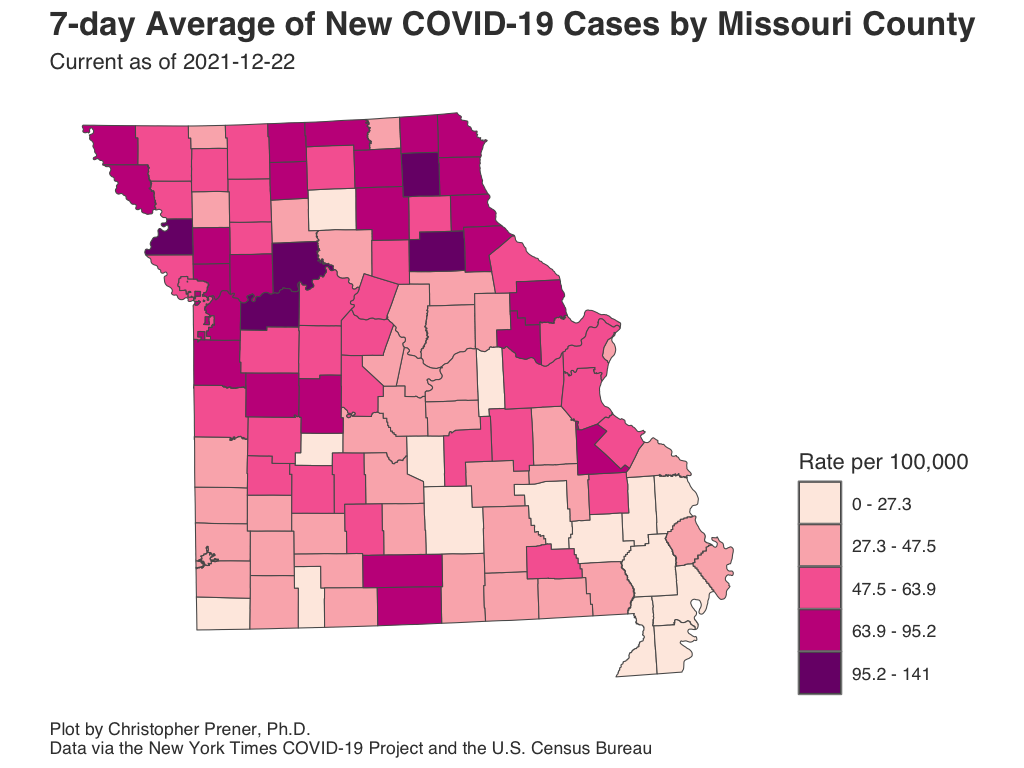 7-day Average of New COVID-19 Cases by Missouri County
Current as of 2021-12-22
Rate per 100,000
0 - 27.3
27.3 - 47.5
47.5 - 63.9
63.9 - 95.2
95.2 - 141
Plot by Christopher Prener, Ph.D.
Data via the New York Times COVID-19 Project and the U.S. Census Bureau